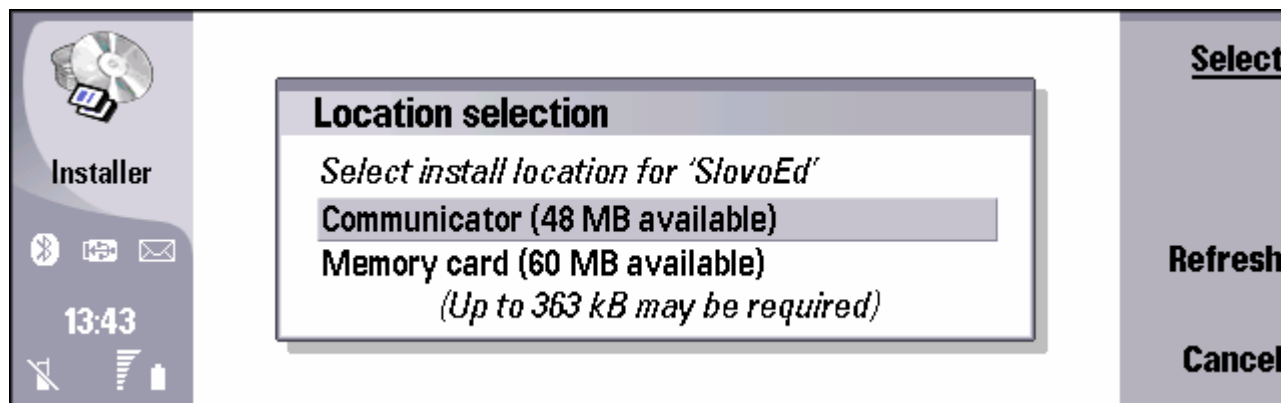 Installer
13:43
Location selection
Select install location for ‘SlovoEd’
Communicator (48 MB available)
Memory card (60 MB available)
(Up to 363 kB may be required)
Select
Refresh
Cancel